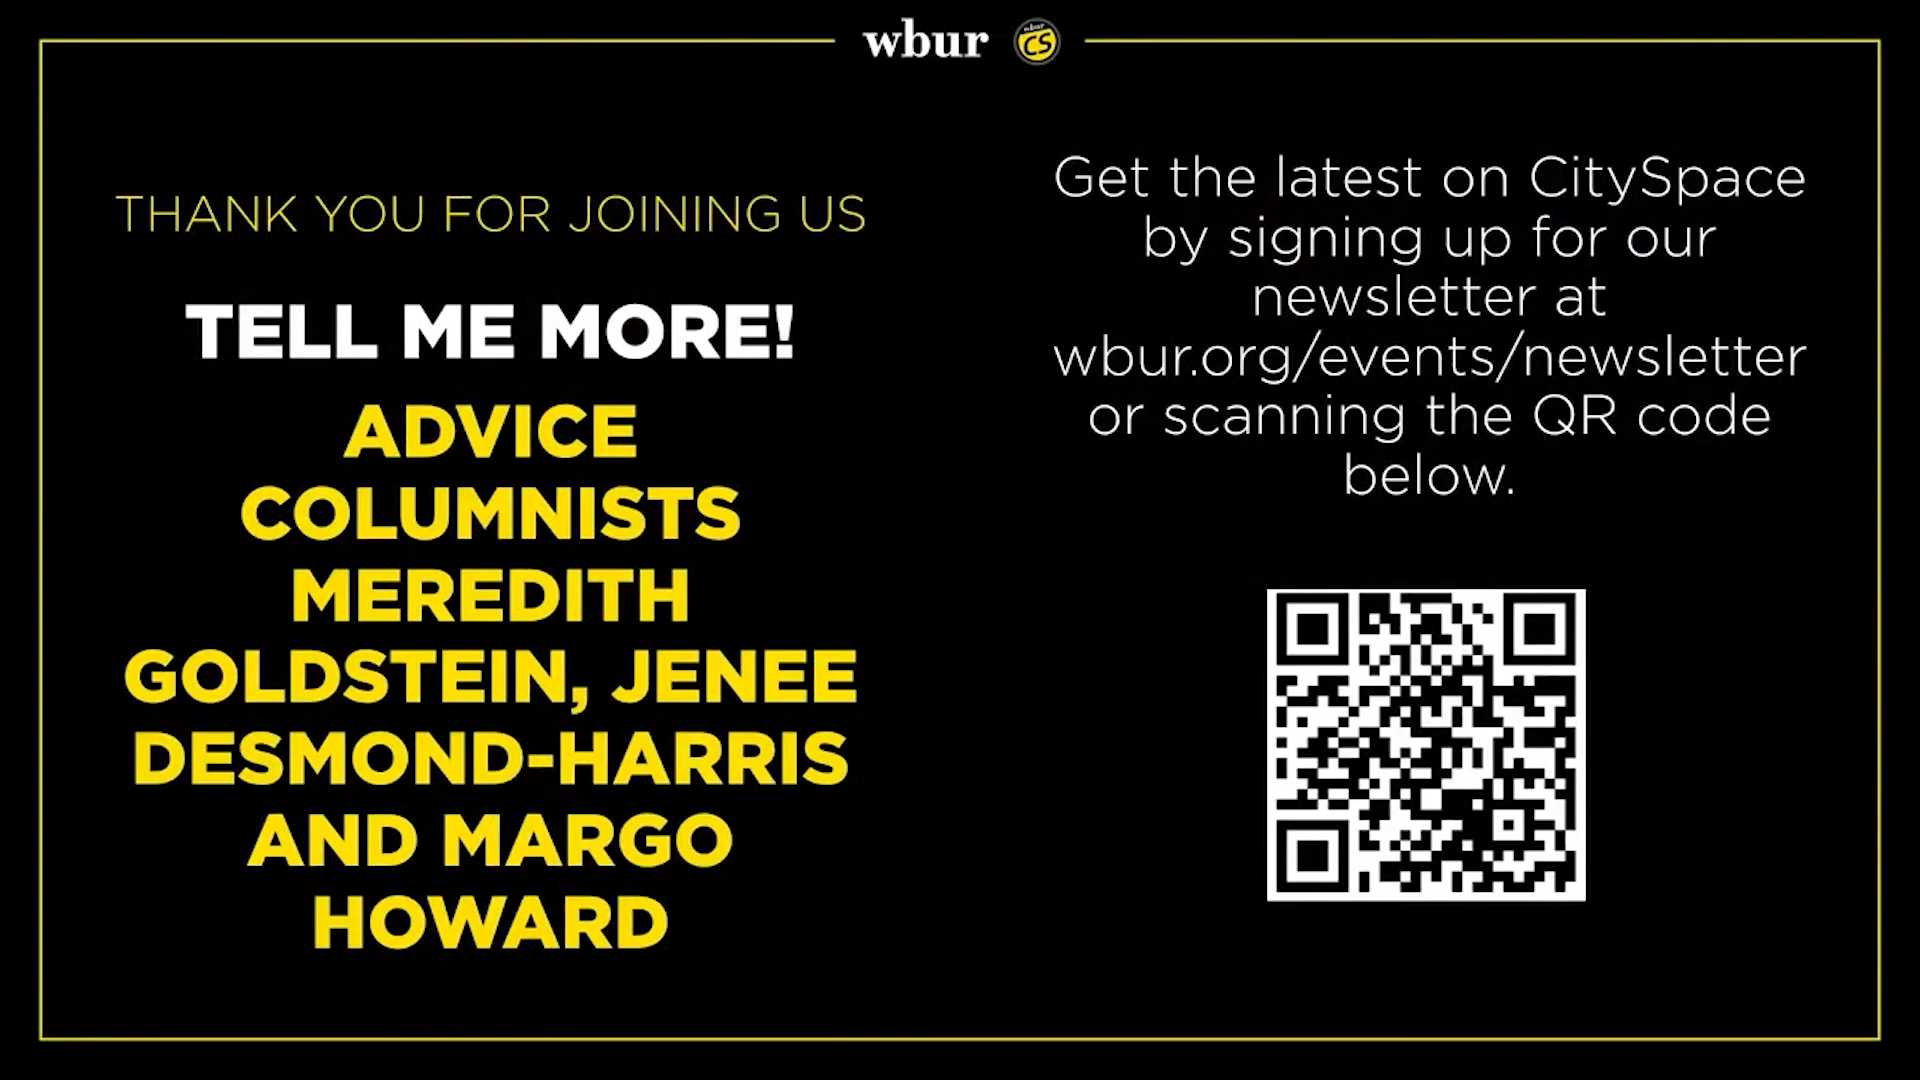 wbur
wbur
CS
THANK YOU FOR JOINING US
TELL ME MORE!
ADVICE
COLUMNISTS
MEREDITH
GOLDSTEIN, JENEE
DESMOND-HARRIS
AND MARGO
HOWARD
Get the latest on CitySpace
by signing up for our
newsletter at
wbur.org/events/newsletter
or scanning the QR code
below.